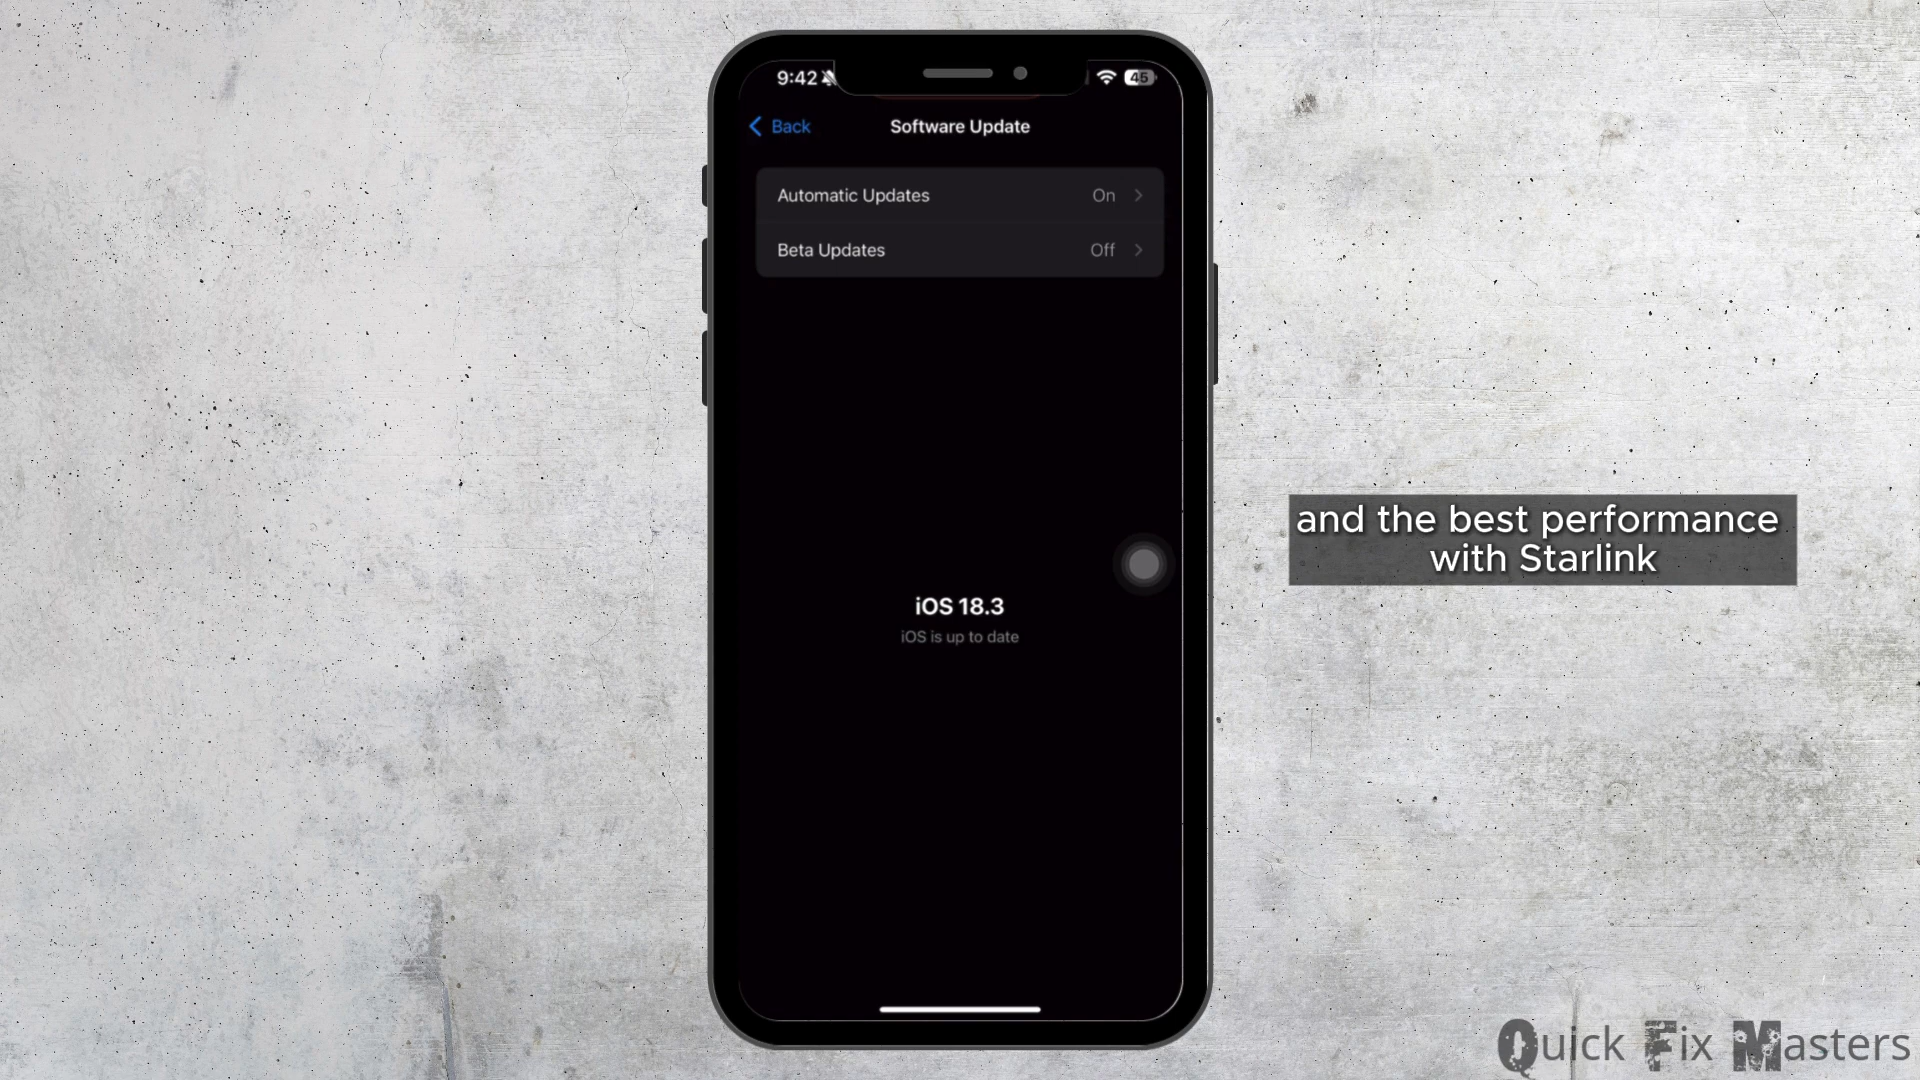 9:42
45
Back
Software Update
Automatic Updates On
Beta Updates Off
and the best performance
with Starlink
iOS 18.3
iOS is up to date
Quick Fix Masters